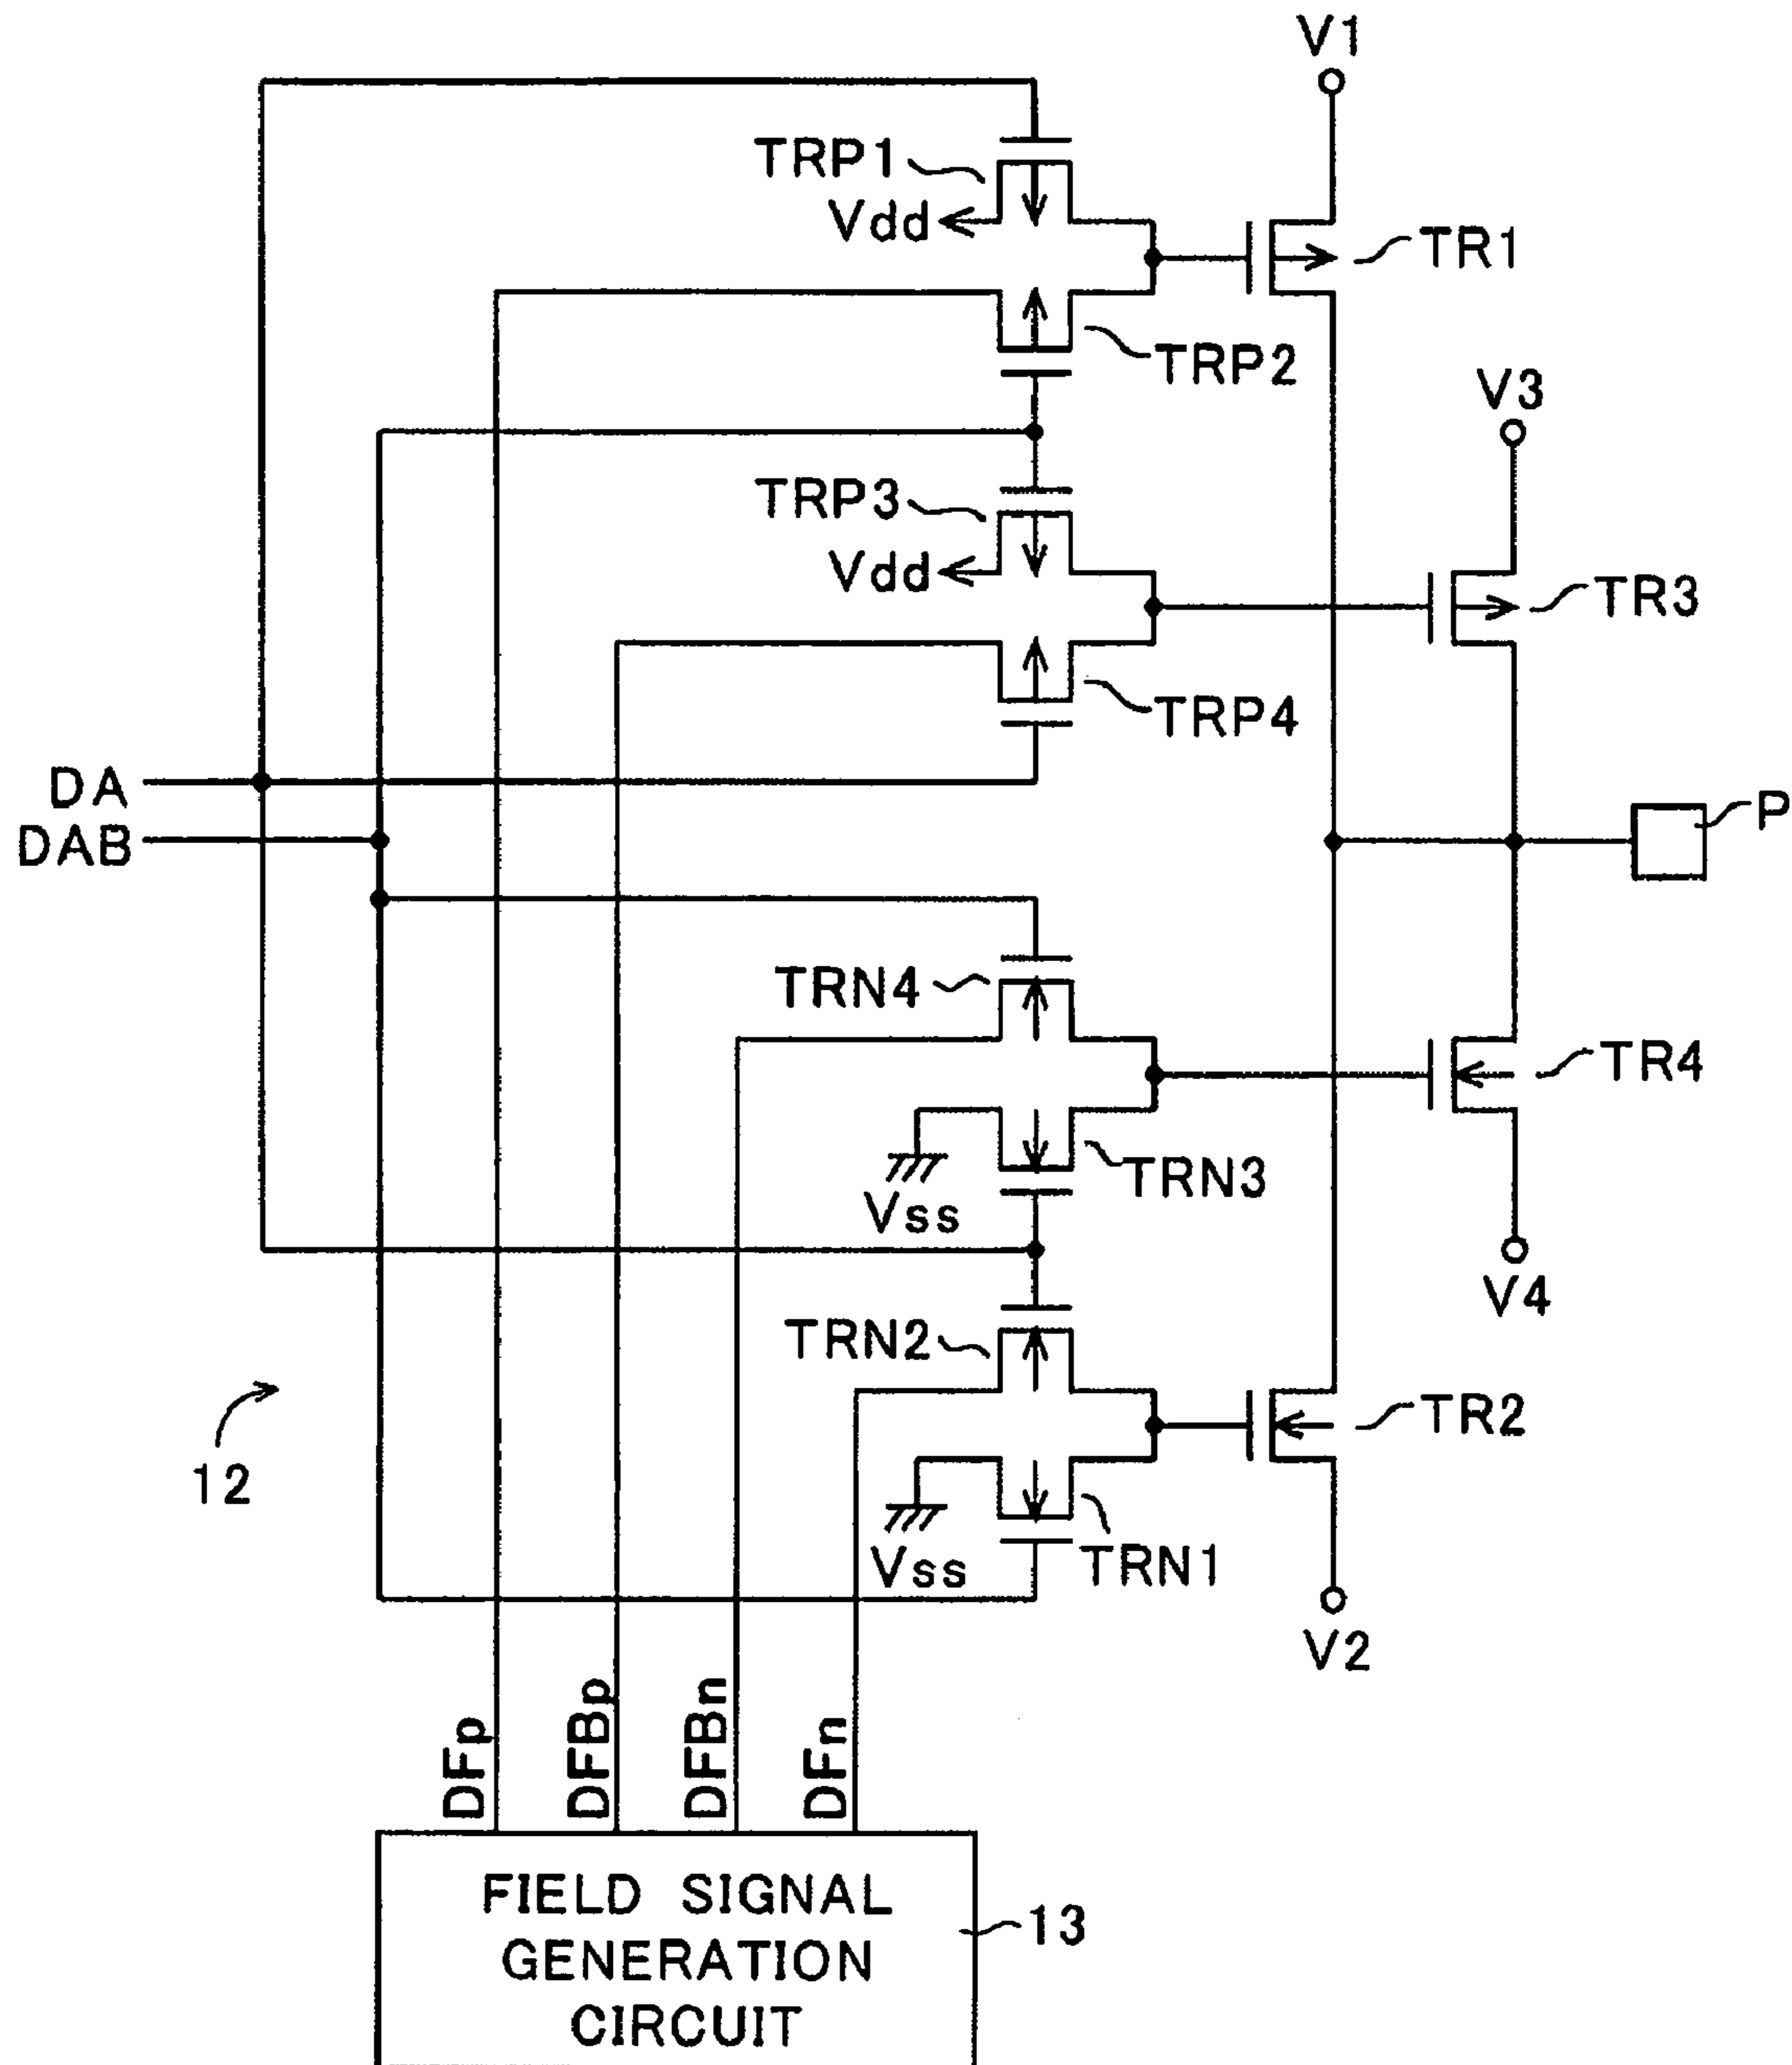 V1
TRP1
Vdd
TR1
TRP2
V3
TRP3
Vdd
TR3
TRP4
DA
DAB
P
TRN4
TR4
TRN3
Vss
V4
TRN2
TR2
12
Vss
TRN1
V2
DFp
DFBp
DFBn
DFn
FIELD SIGNAL
GENERATION
CIRCUIT
13